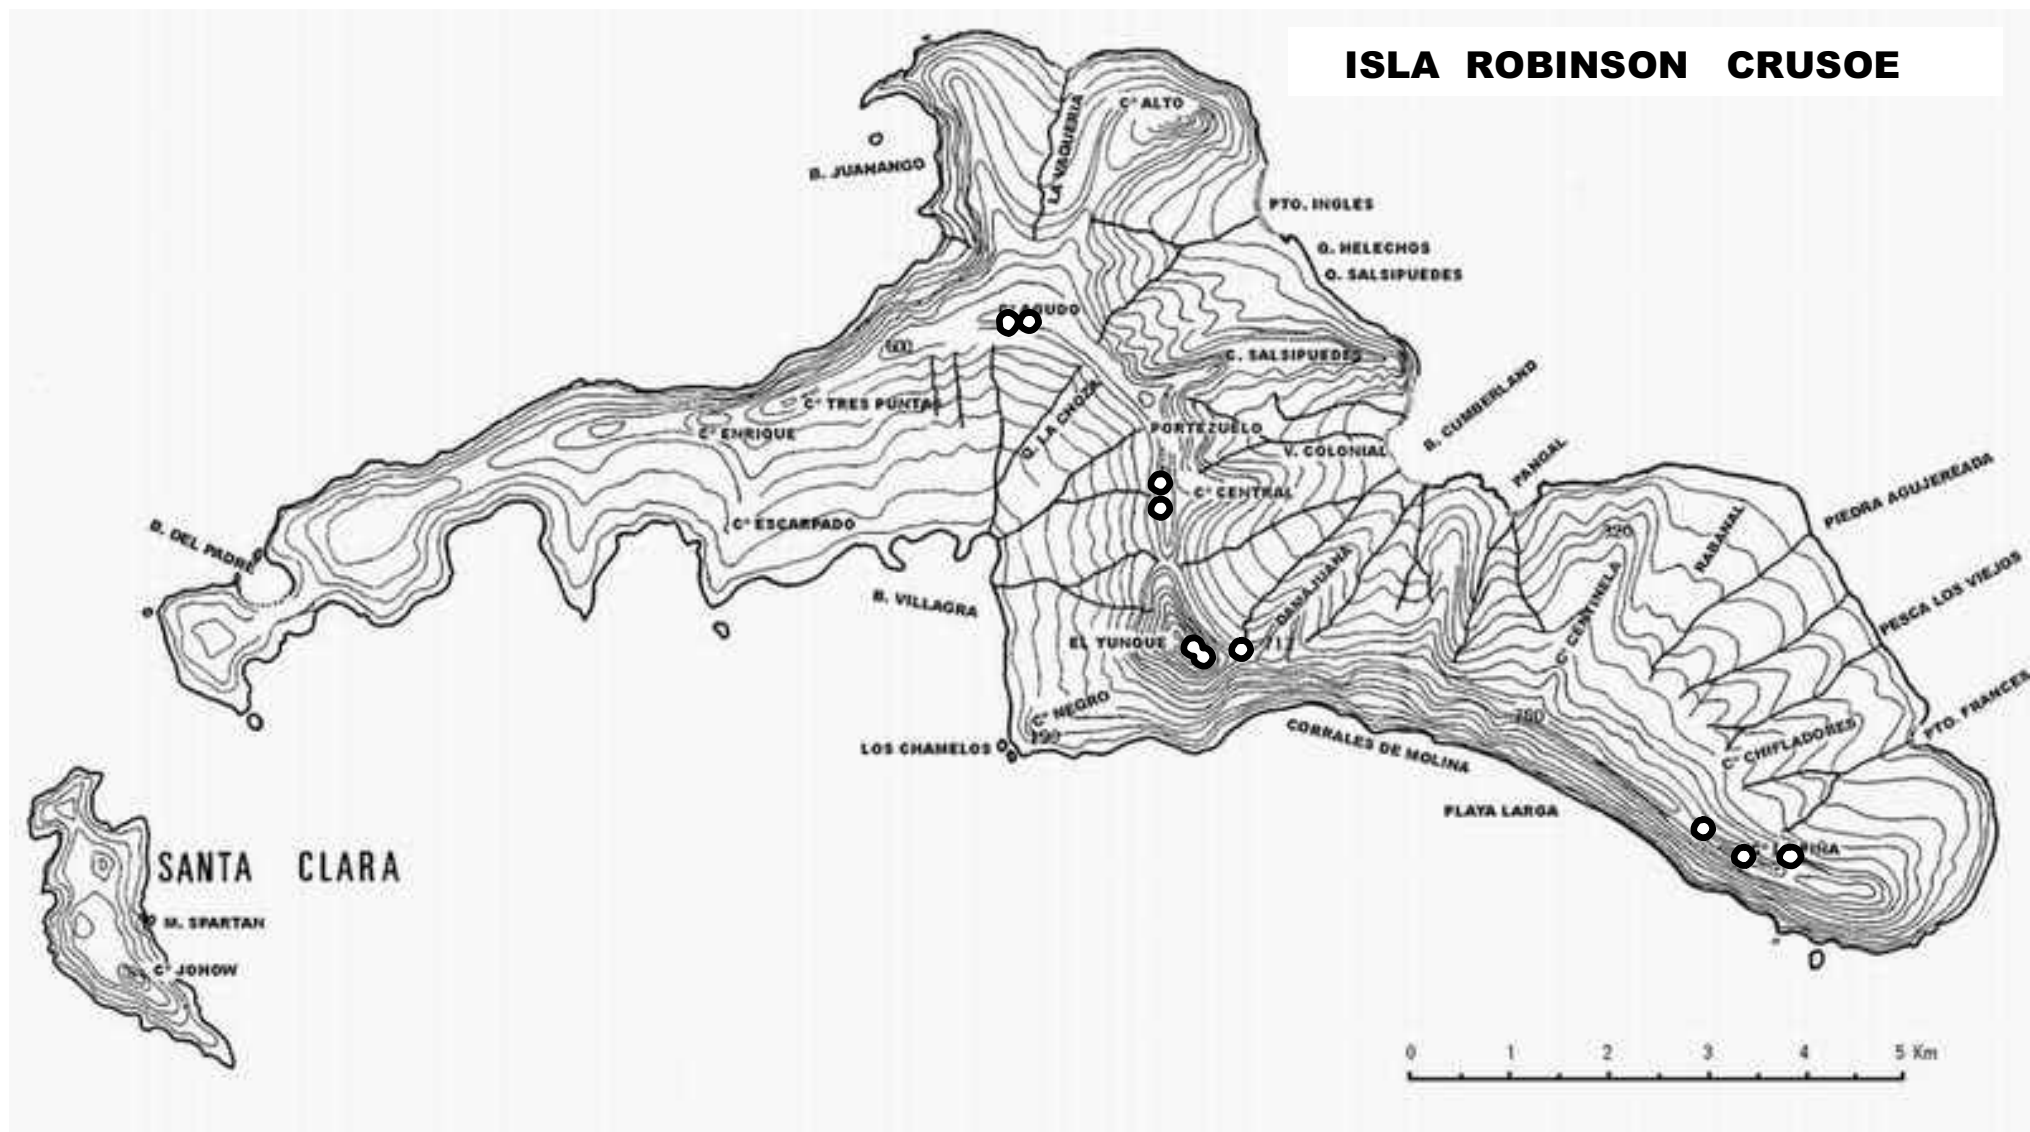 ISLA ROBINSON CRUSOE
Cº ALTO
LA VAQUERIA
B. JUANANGO
PTO. INGLES
Q. HELECHOS
Q. SALSIPUEDES
AGUDO
600
C. SALSIPUEDES
Cº TRES PUNTAS
Q. LA CHOZA
B. CUMBERLAND
Cº ENRIQUE
PORTEZUELO
V. COLONIAL
PANGAL
PIEDRA AGUJEREADA
Cº CENTRAL
Cº ESCARPADO
B. DEL PADRE
RABANAL
DAMAJUANA
Cº CENTINELA
PESCA LOS VIEJOS
B. VILLAGRA
EL YUNQUE
PTO. FRANCES
Cº NEGRO
190
750
CORRALES DE MOLINA
Cº CHIFLADORES
LOS CHAMELOS
PLAYA LARGA
SANTA CLARA
M. SPARTAN
Cº JOHOW
0 1 2 3 4 5 Km